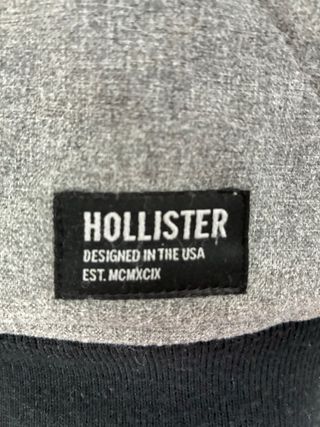 HOLLISTER
DESIGNED IN THE USA
EST. MCMXCIX